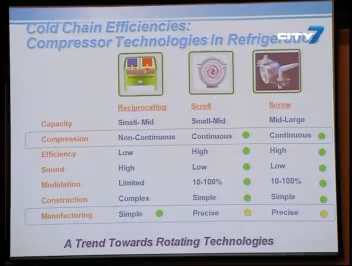 Cold Chain Efficiencies:
Compressor Technologies In Refriger
7
Reciprocating Scroll Screw
Capacity Small- Mid Small-Mid Mid-Large
Compression Non-Continuous Continuous Continuous
Efficiency Low High High
Sound High Low Low
Modulation Limited 10-100% 10-100%
Construction Complex Simple Simple
Manufacturing Simple Precise Precise
A Trend Towards Rotating Technologies